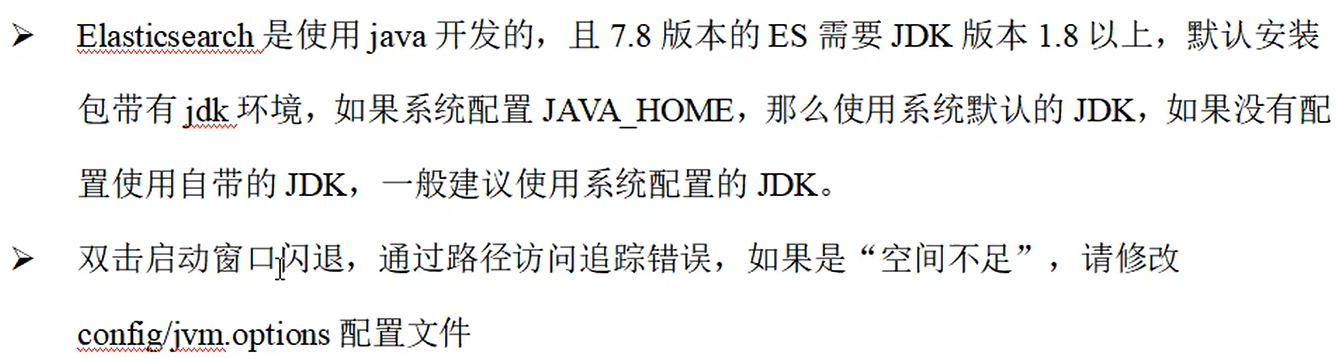 ➢ Elasticsearch 是使用 java 开发的，且 7.8 版本的 ES 需要 JDK 版本 1.8 以上，默认安装
包带有 jdk 环境，如果系统配置 JAVA_HOME，那么使用系统默认的 JDK，如果没有配
置使用自带的 JDK，一般建议使用系统配置的 JDK。
➢ 双击启动窗口闪退，通过路径访问追踪错误，如果是“空间不足”，请修改
config/jvm.options 配置文件